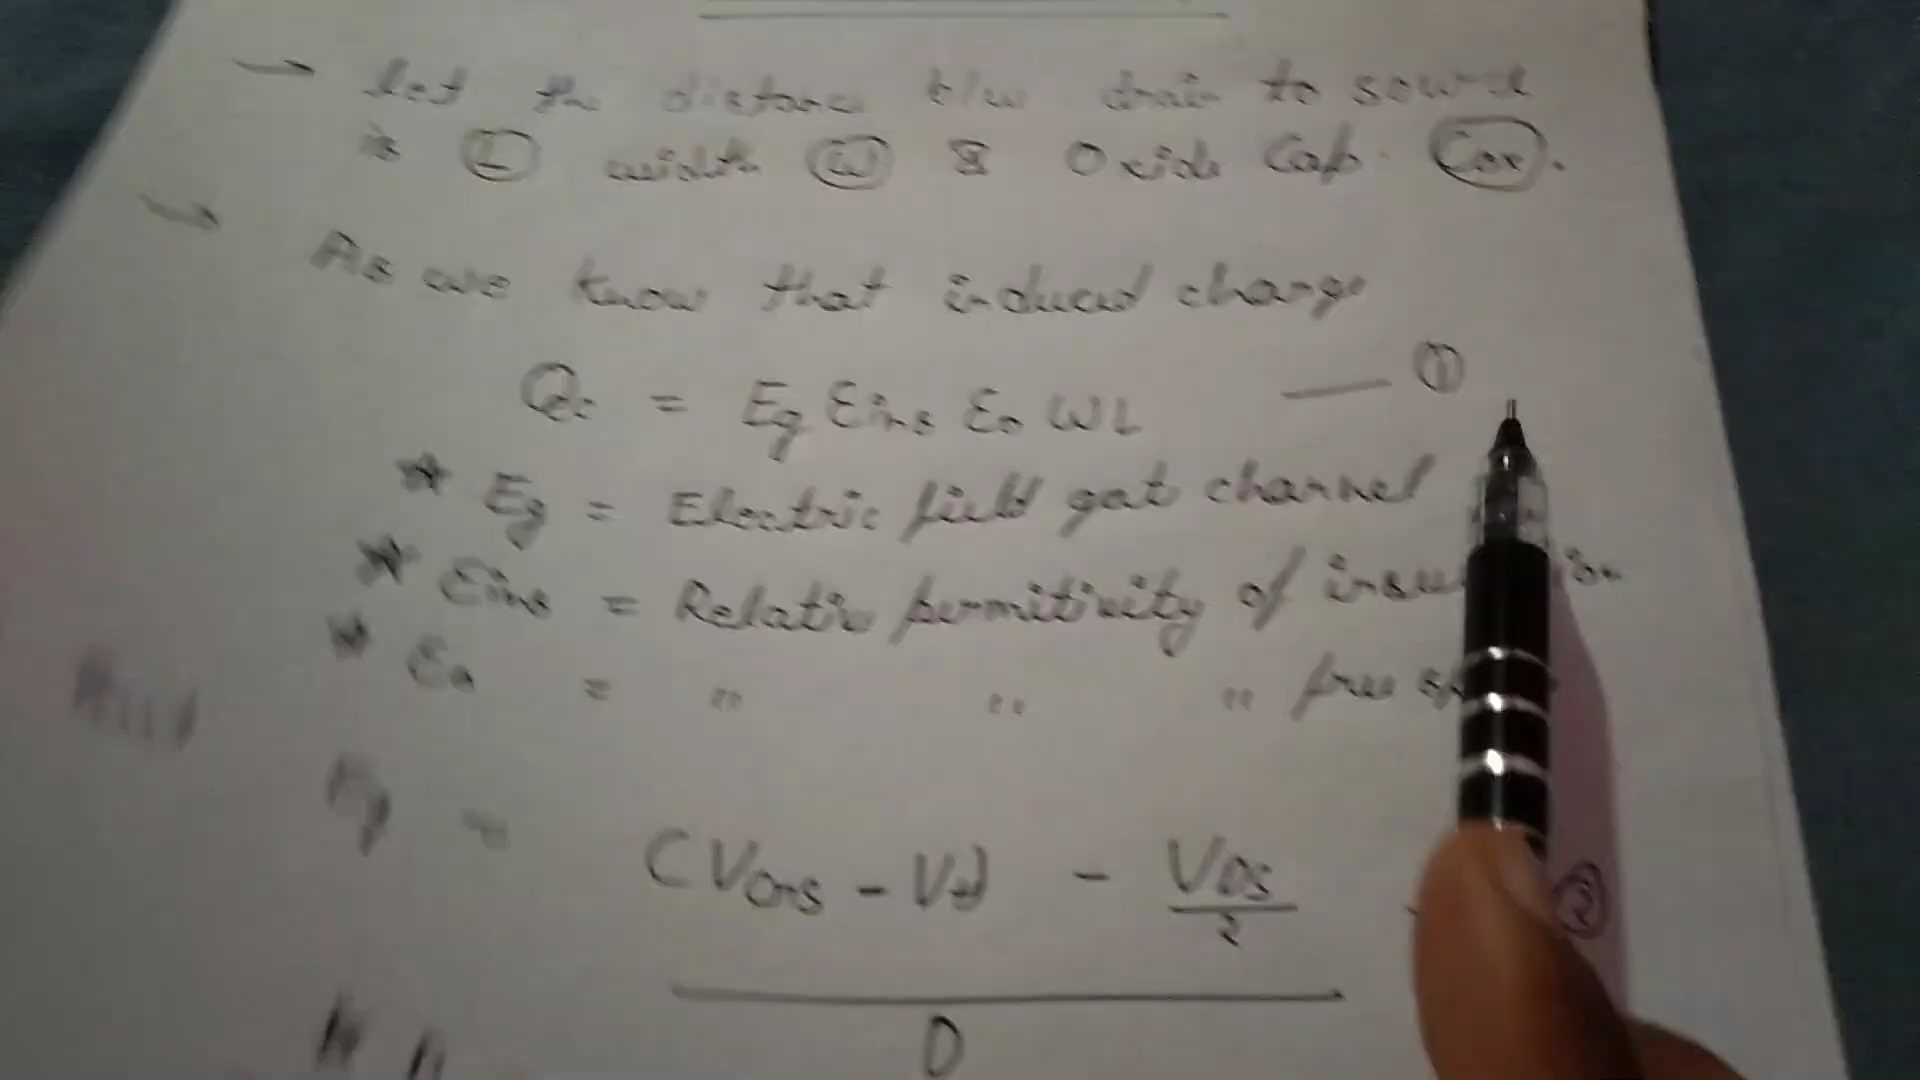 → Let the distance b/w drain to source
is L width W & Oxide Cap. Cox.
→ As we know that induced charge
Qc = Eg Eins Eo WL — ①
* Eg = Electric field gat channel
* Eins = Relativ permitivity of
* Eo = " " " free
Eg = (VGS - Vt) - VDS/2 ②
D